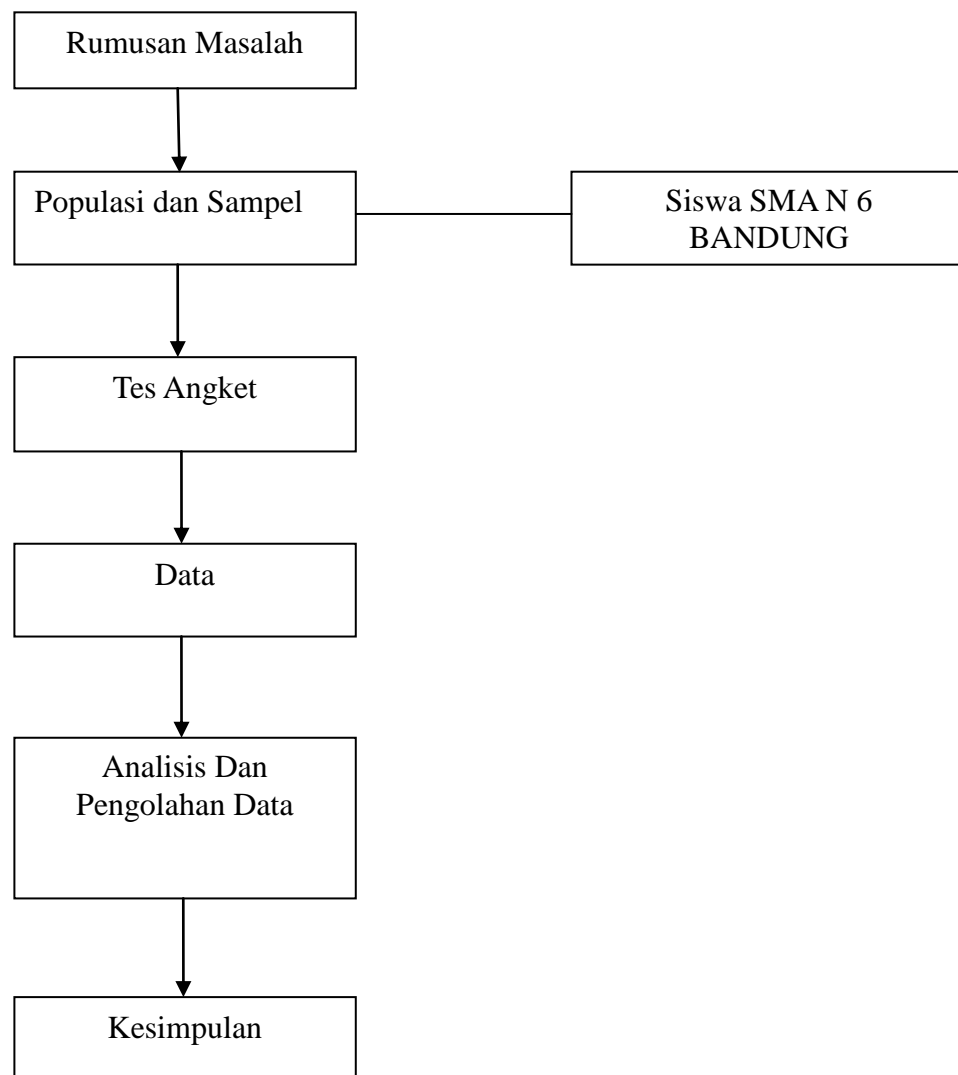 Rumusan Masalah
Populasi dan Sampel
Siswa SMA N 6
BANDUNG
Tes Angket
Data
Analisis Dan
Pengolahan Data
Kesimpulan